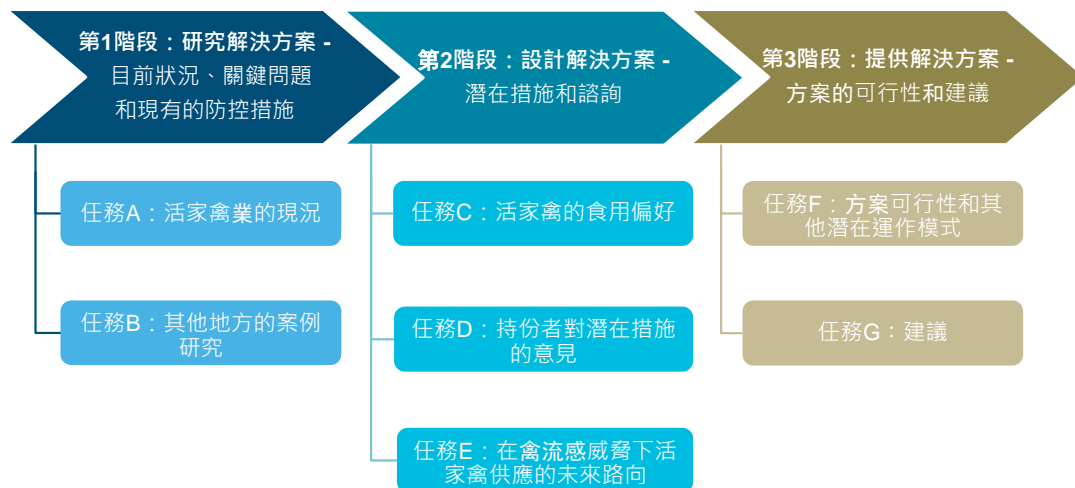 第1階段：研究解決方案 -
目前狀況、關鍵問題
和現有的防控措施
第2階段：設計解決方案 -
潛在措施和諮詢
第3階段：提供解決方案 -
方案的可行性和建議
任務A：活家禽業的現況
任務B：其他地方的案例
研究
任務C：活家禽的食用偏好
任務D：持份者對潛在措施
的意見
任務E：在禽流感威脅下活
家禽供應的未來路向
任務F：方案可行性和其
他潛在運作模式
任務G：建議